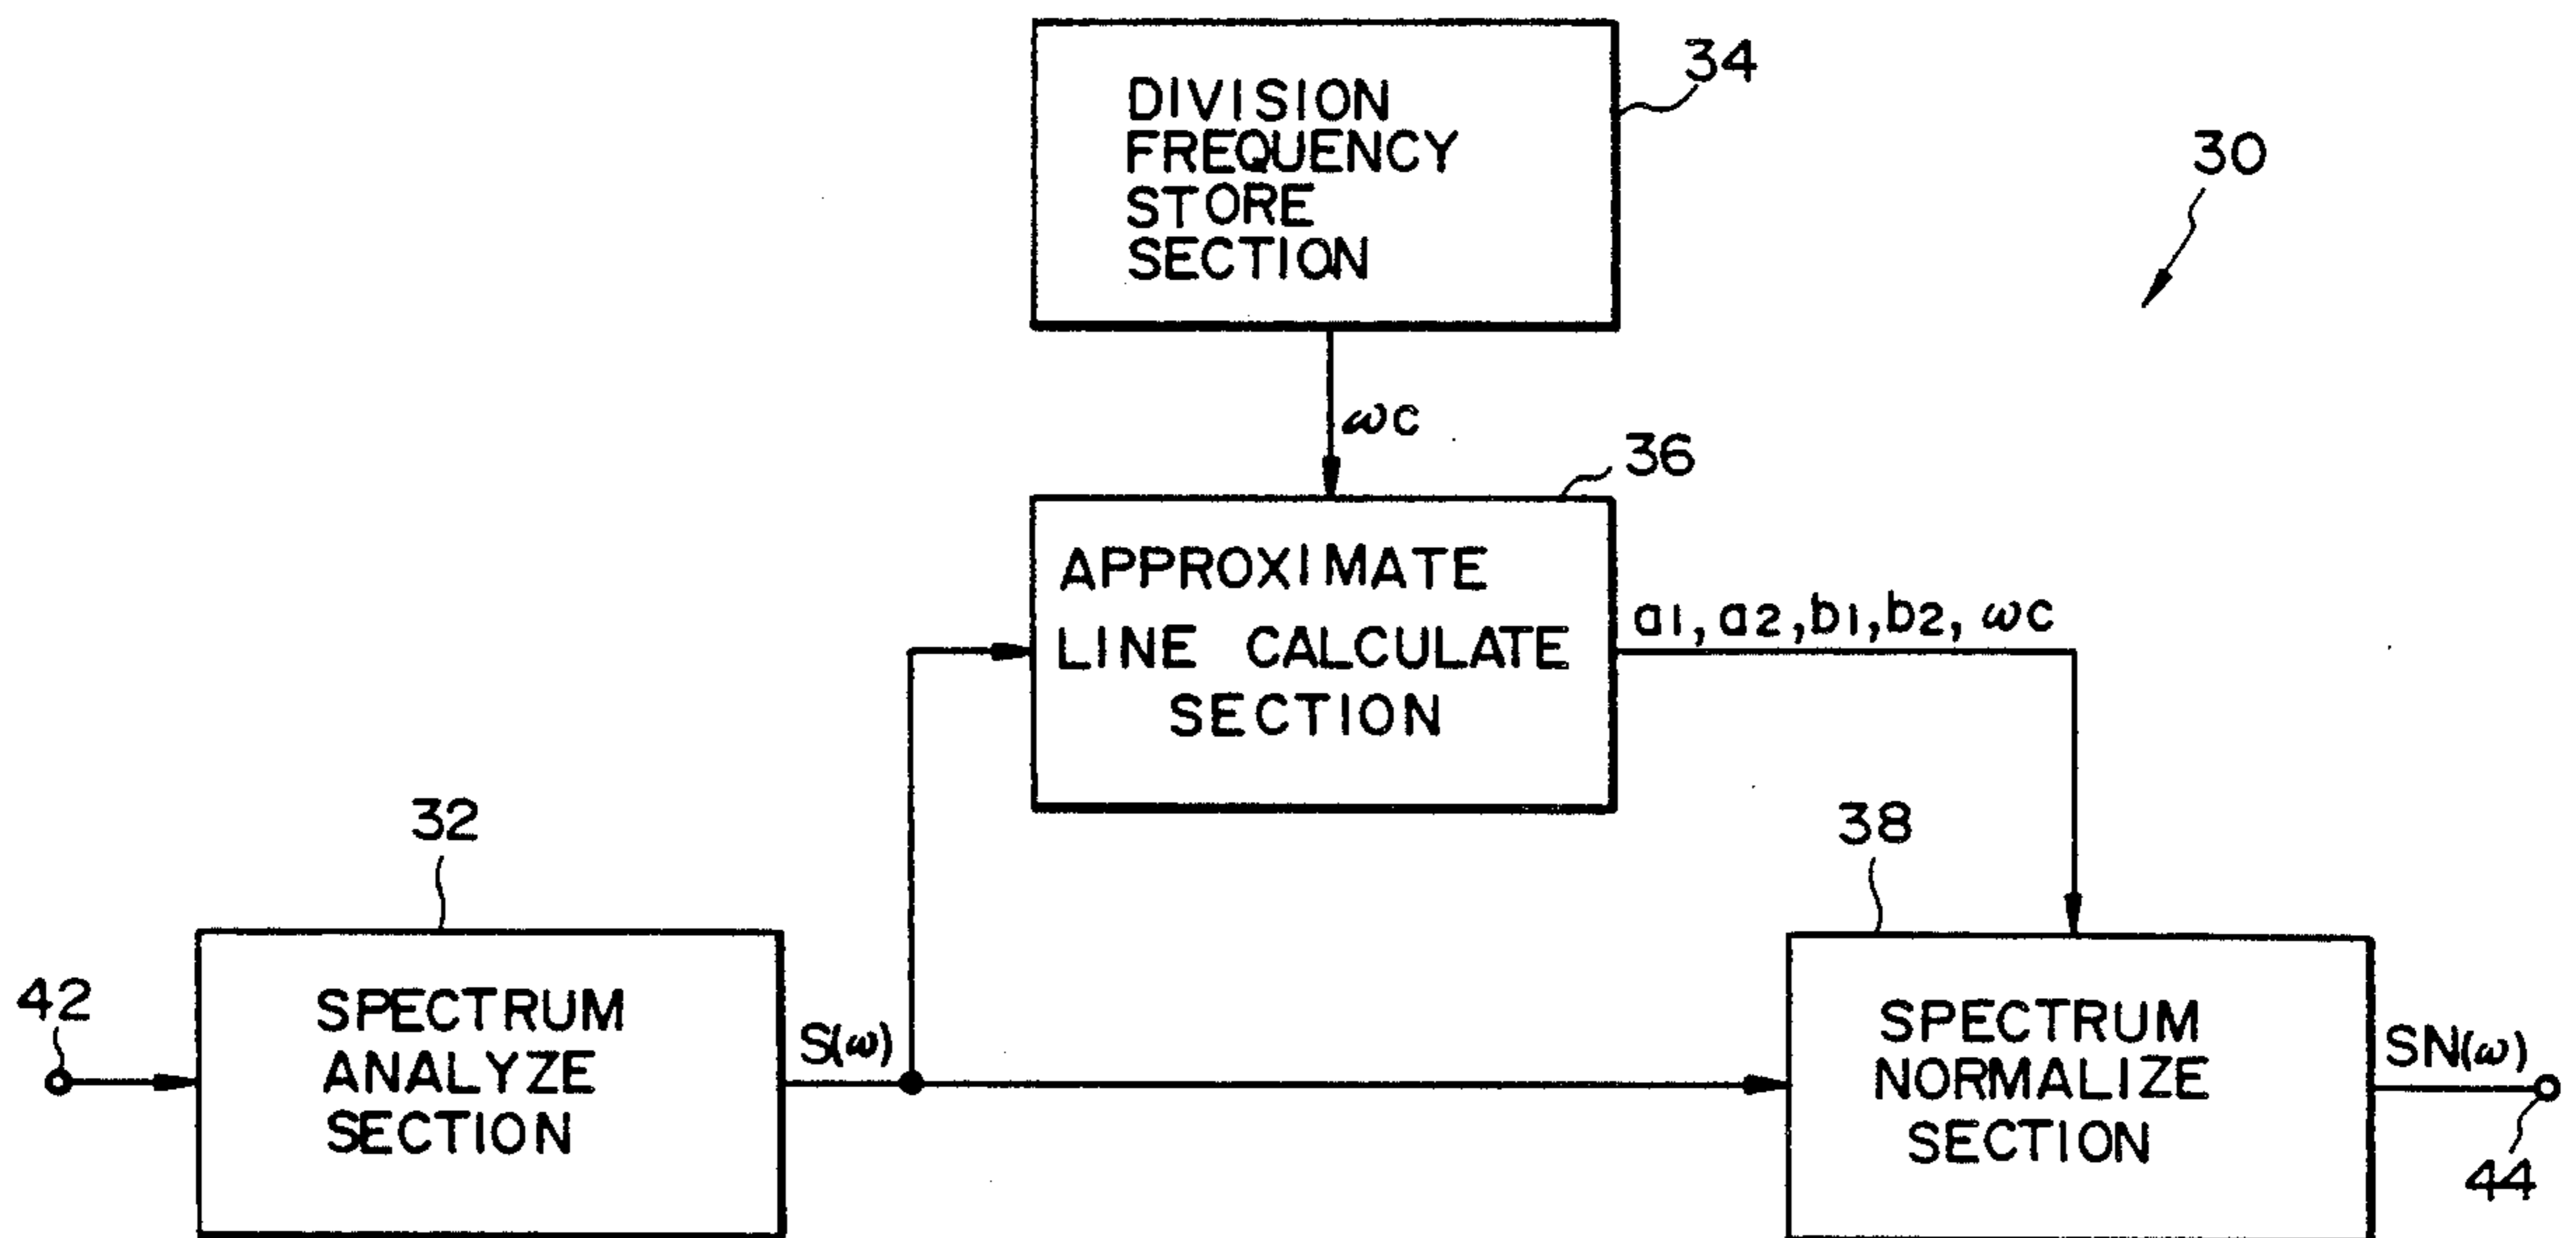 DIVISION
FREQUENCY
STORE
SECTION
34
30
ωc
36
APPROXIMATE
LINE CALCULATE
SECTION
a1, a2, b1, b2, ωc
32
38
42
SPECTRUM
ANALYZE
SECTION
S(ω)
SPECTRUM
NORMALIZE
SECTION
SN(ω)
44